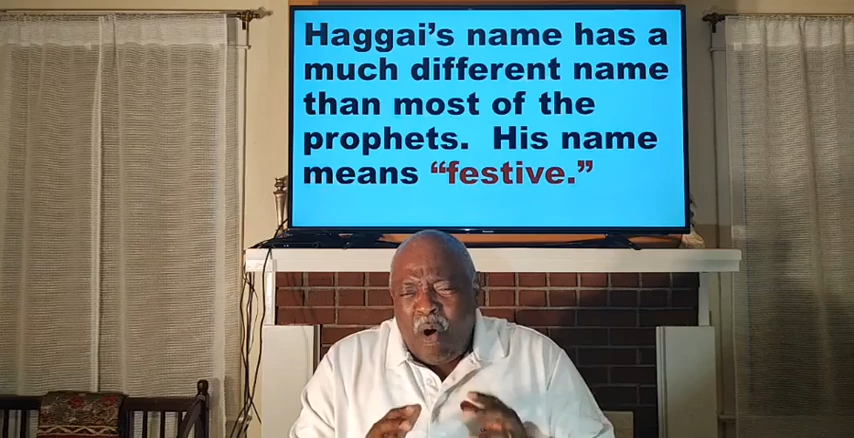 Haggai’s name has a
much different name
than most of the
prophets.  His name
means “festive.”